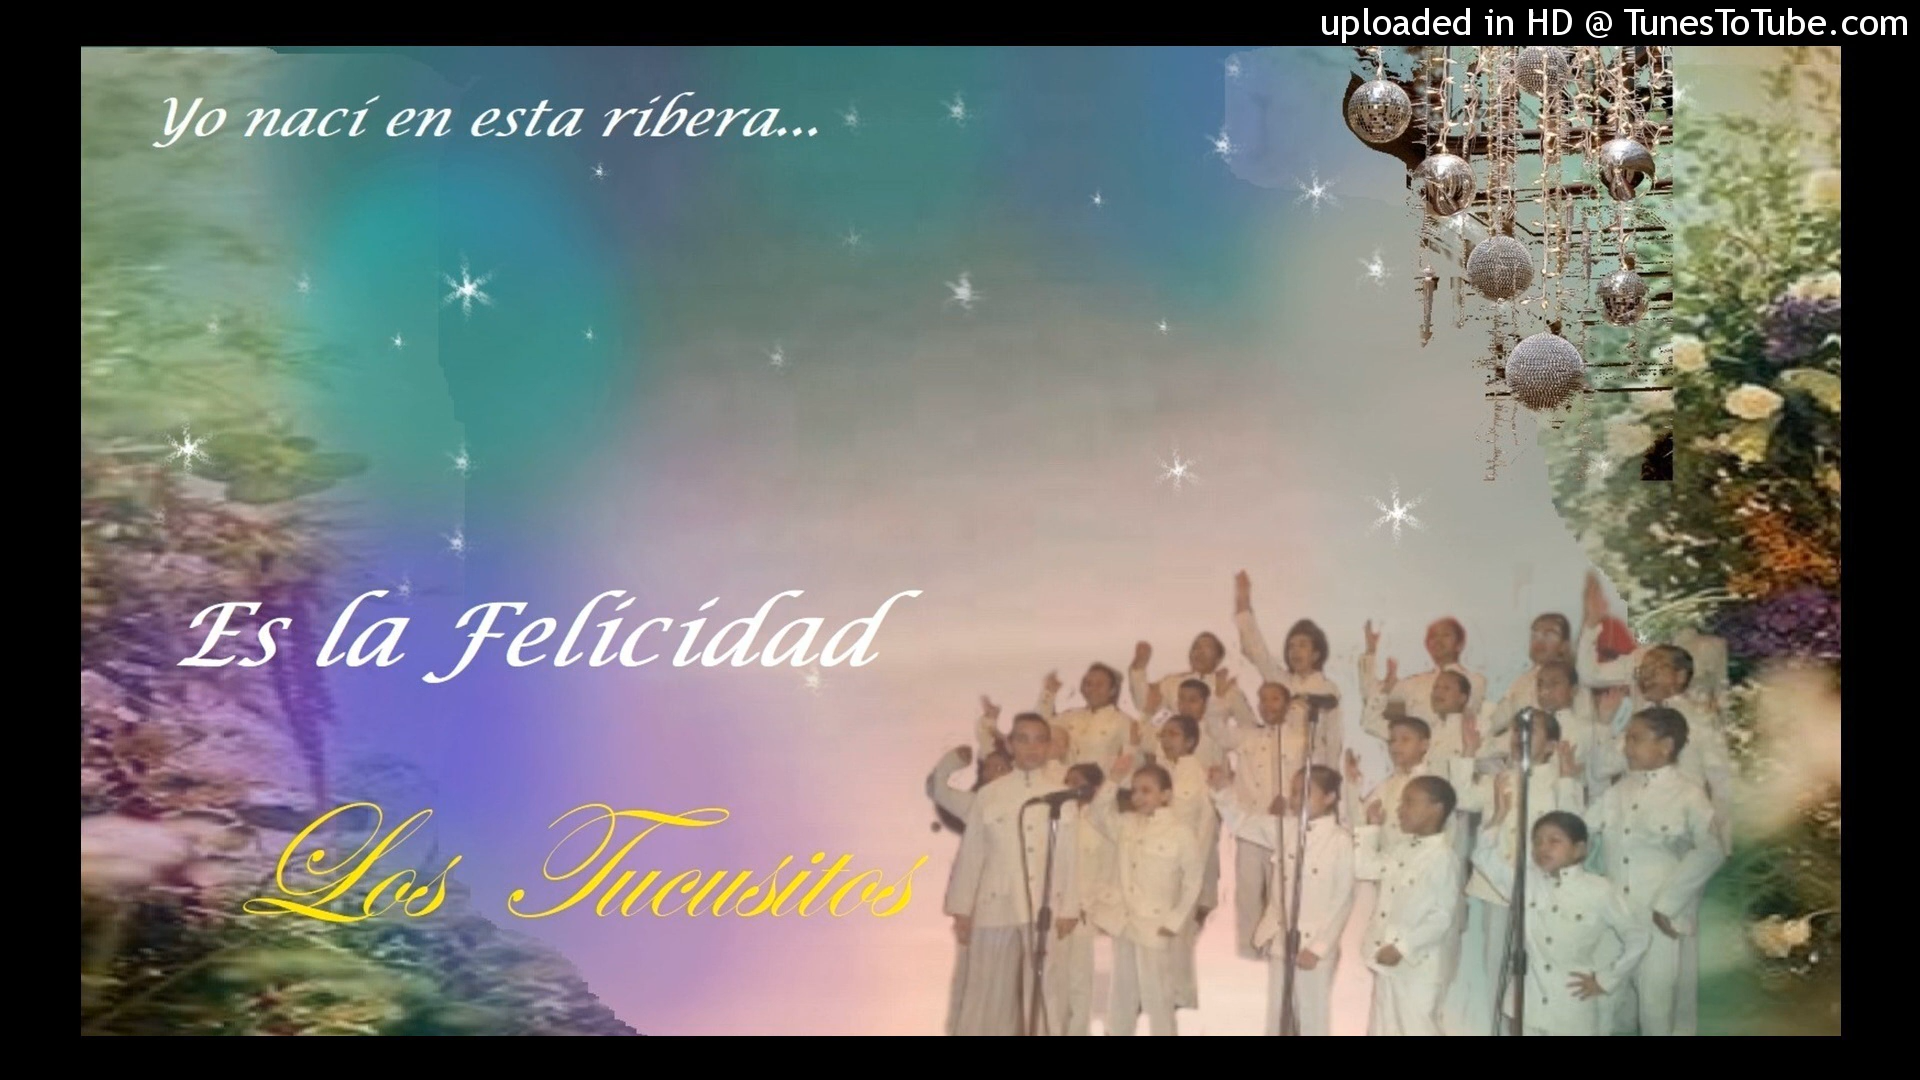 uploaded in HD @ TunesToTube.com
Yo nací en esta ribera...
Es la Felicidad
Los Tucusitos